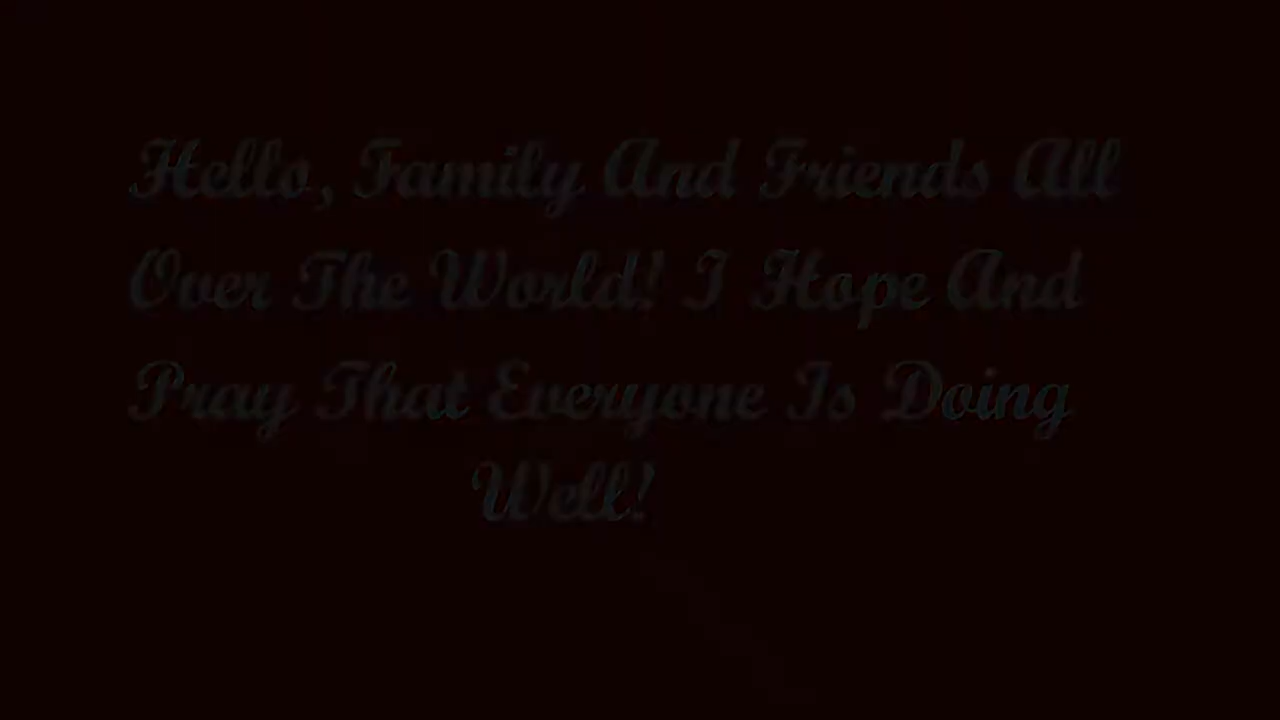 Hello, Family And Friends All
Over The World! I Hope And
Pray That Everyone Is Doing
Well!